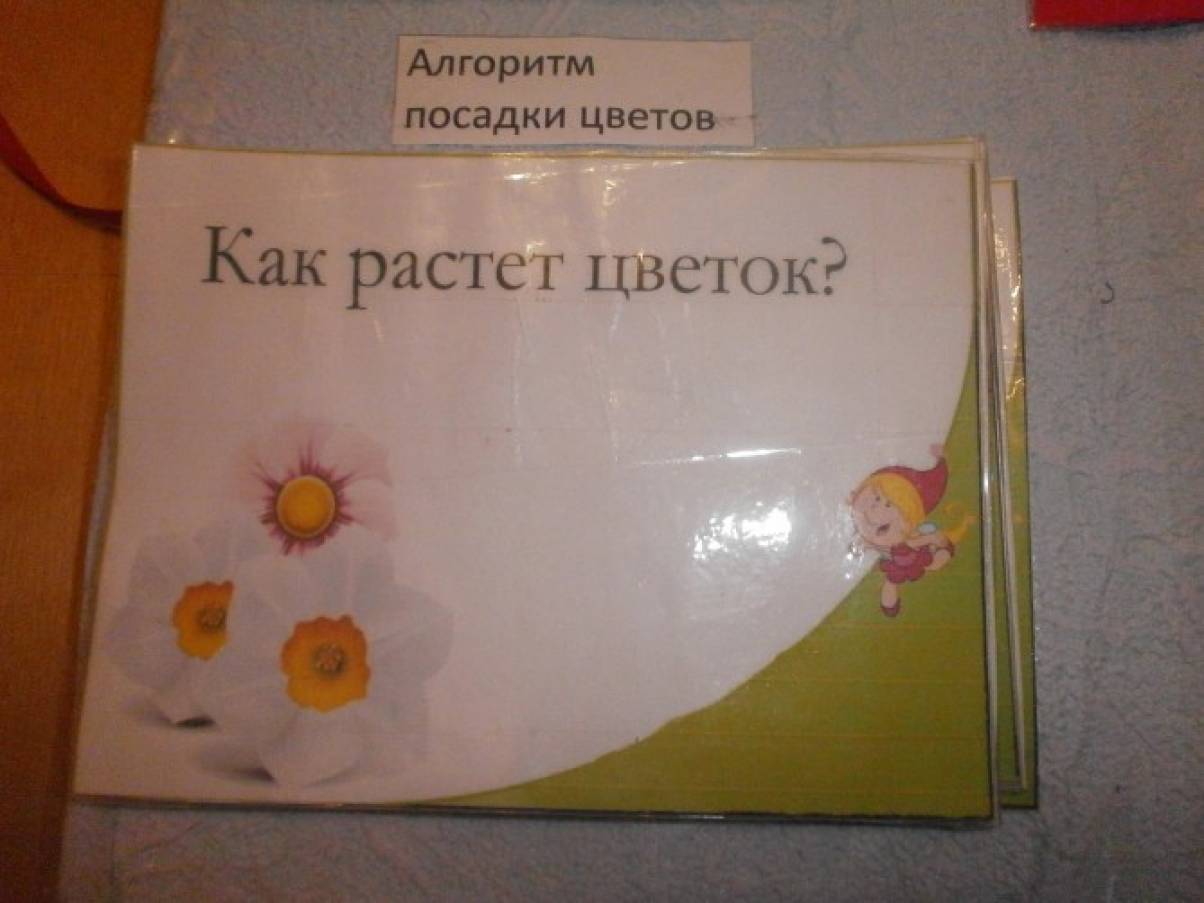 Алгоритм
посадки цветов
Как растет цветок?